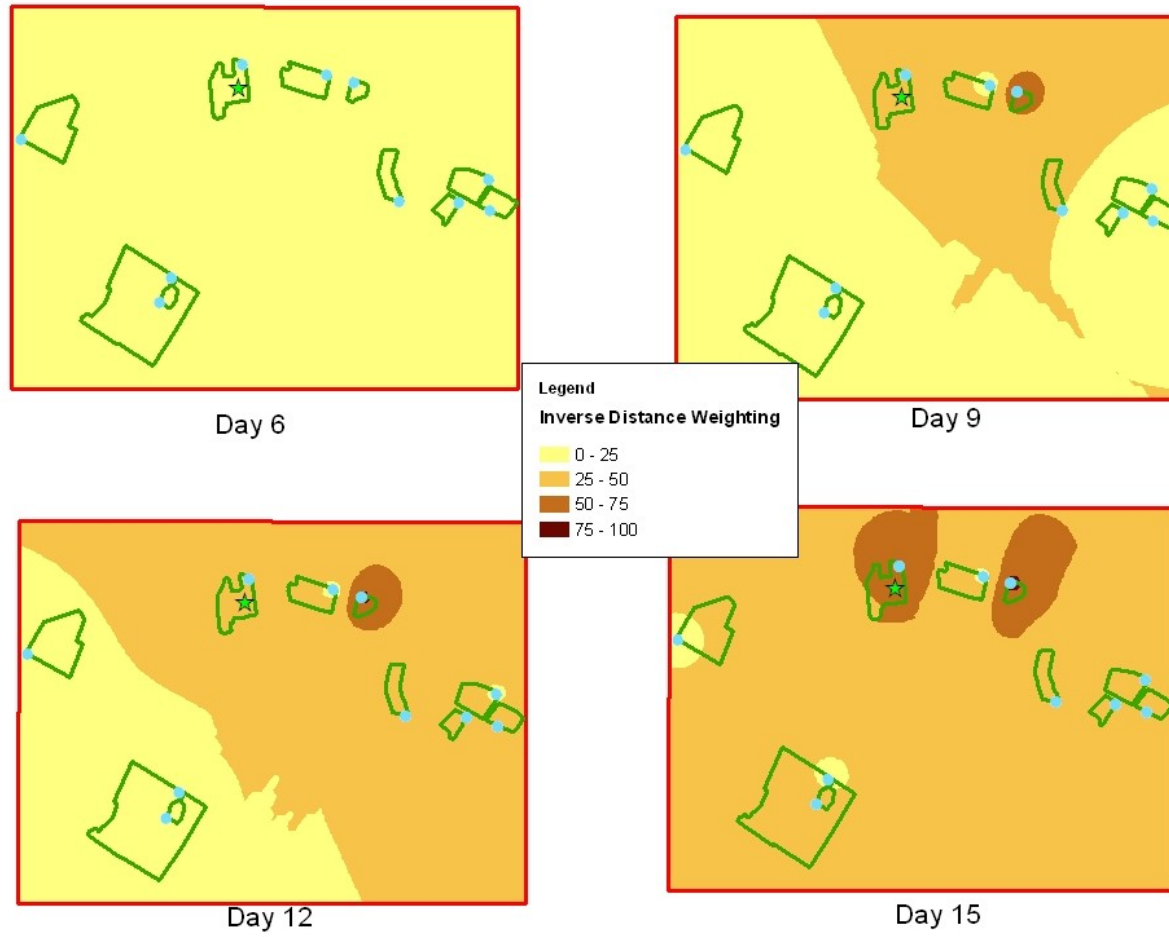 Day 6
Day 9
Legend
Inverse Distance Weighting
0 - 25
25 - 50
50 - 75
75 - 100
Day 12
Day 15